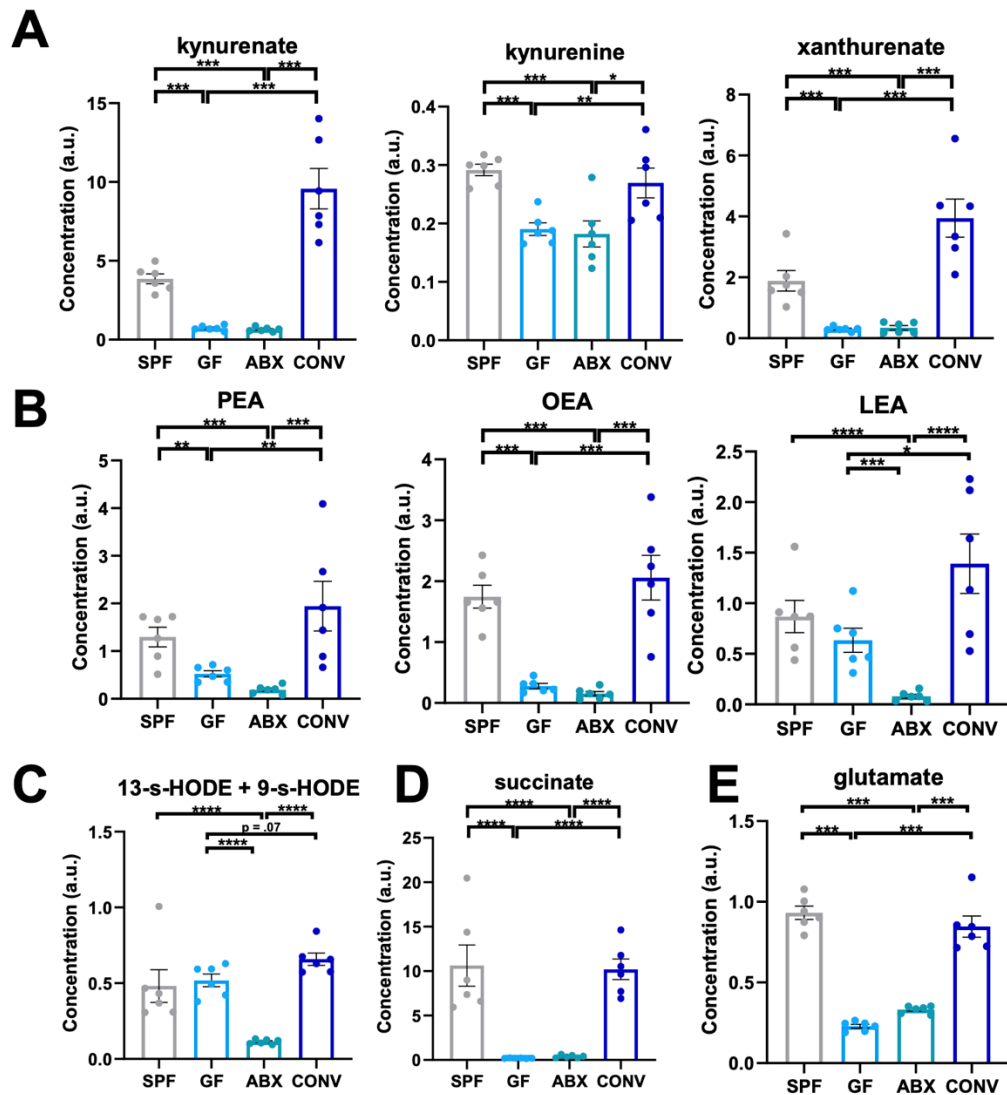 A
kynurenate
*** ***
*** ***
Concentration (a.u.)
15
10
5
0
SPF GF ABX CONV
kynurenine
*** *
*** **
Concentration (a.u.)
0.4
0.3
0.2
0.1
0.0
SPF GF ABX CONV
xanthurenate
*** ***
*** ***
Concentration (a.u.)
8
6
4
2
0
SPF GF ABX CONV
B
PEA
*** ***
** **
Concentration (a.u.)
5
4
3
2
1
0
SPF GF ABX CONV
OEA
*** ***
*** ***
Concentration (a.u.)
4
3
2
1
0
SPF GF ABX CONV
LEA
**** ****
*
***
Concentration (a.u.)
2.5
2.0
1.5
1.0
0.5
0.0
SPF GF ABX CONV
C
13-s-HODE + 9-s-HODE
**** ****
p = .07
****
Concentration (a.u.)
1.5
1.0
0.5
0.0
SPF GF ABX CONV
D
succinate
**** ****
**** ****
Concentration (a.u.)
25
20
15
10
5
0
SPF GF ABX CONV
E
glutamate
*** ***
*** ***
Concentration (a.u.)
1.5
1.0
0.5
0.0
SPF GF ABX CONV